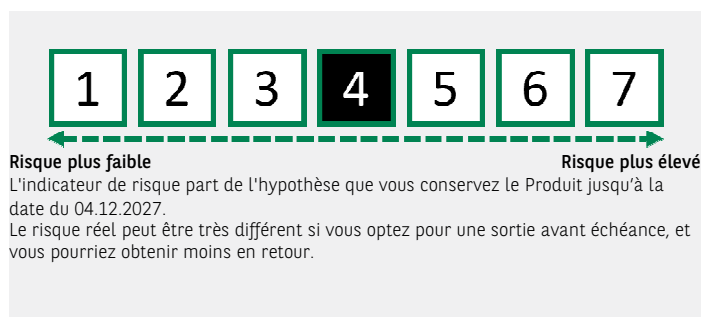 1 2 3 4 5 6 7
Risque plus faible Risque plus élevé
L'indicateur de risque part de l'hypothèse que vous conservez le Produit jusqu’à la
date du 04.12.2027.
Le risque réel peut être très différent si vous optez pour une sortie avant échéance, et
vous pourriez obtenir moins en retour.